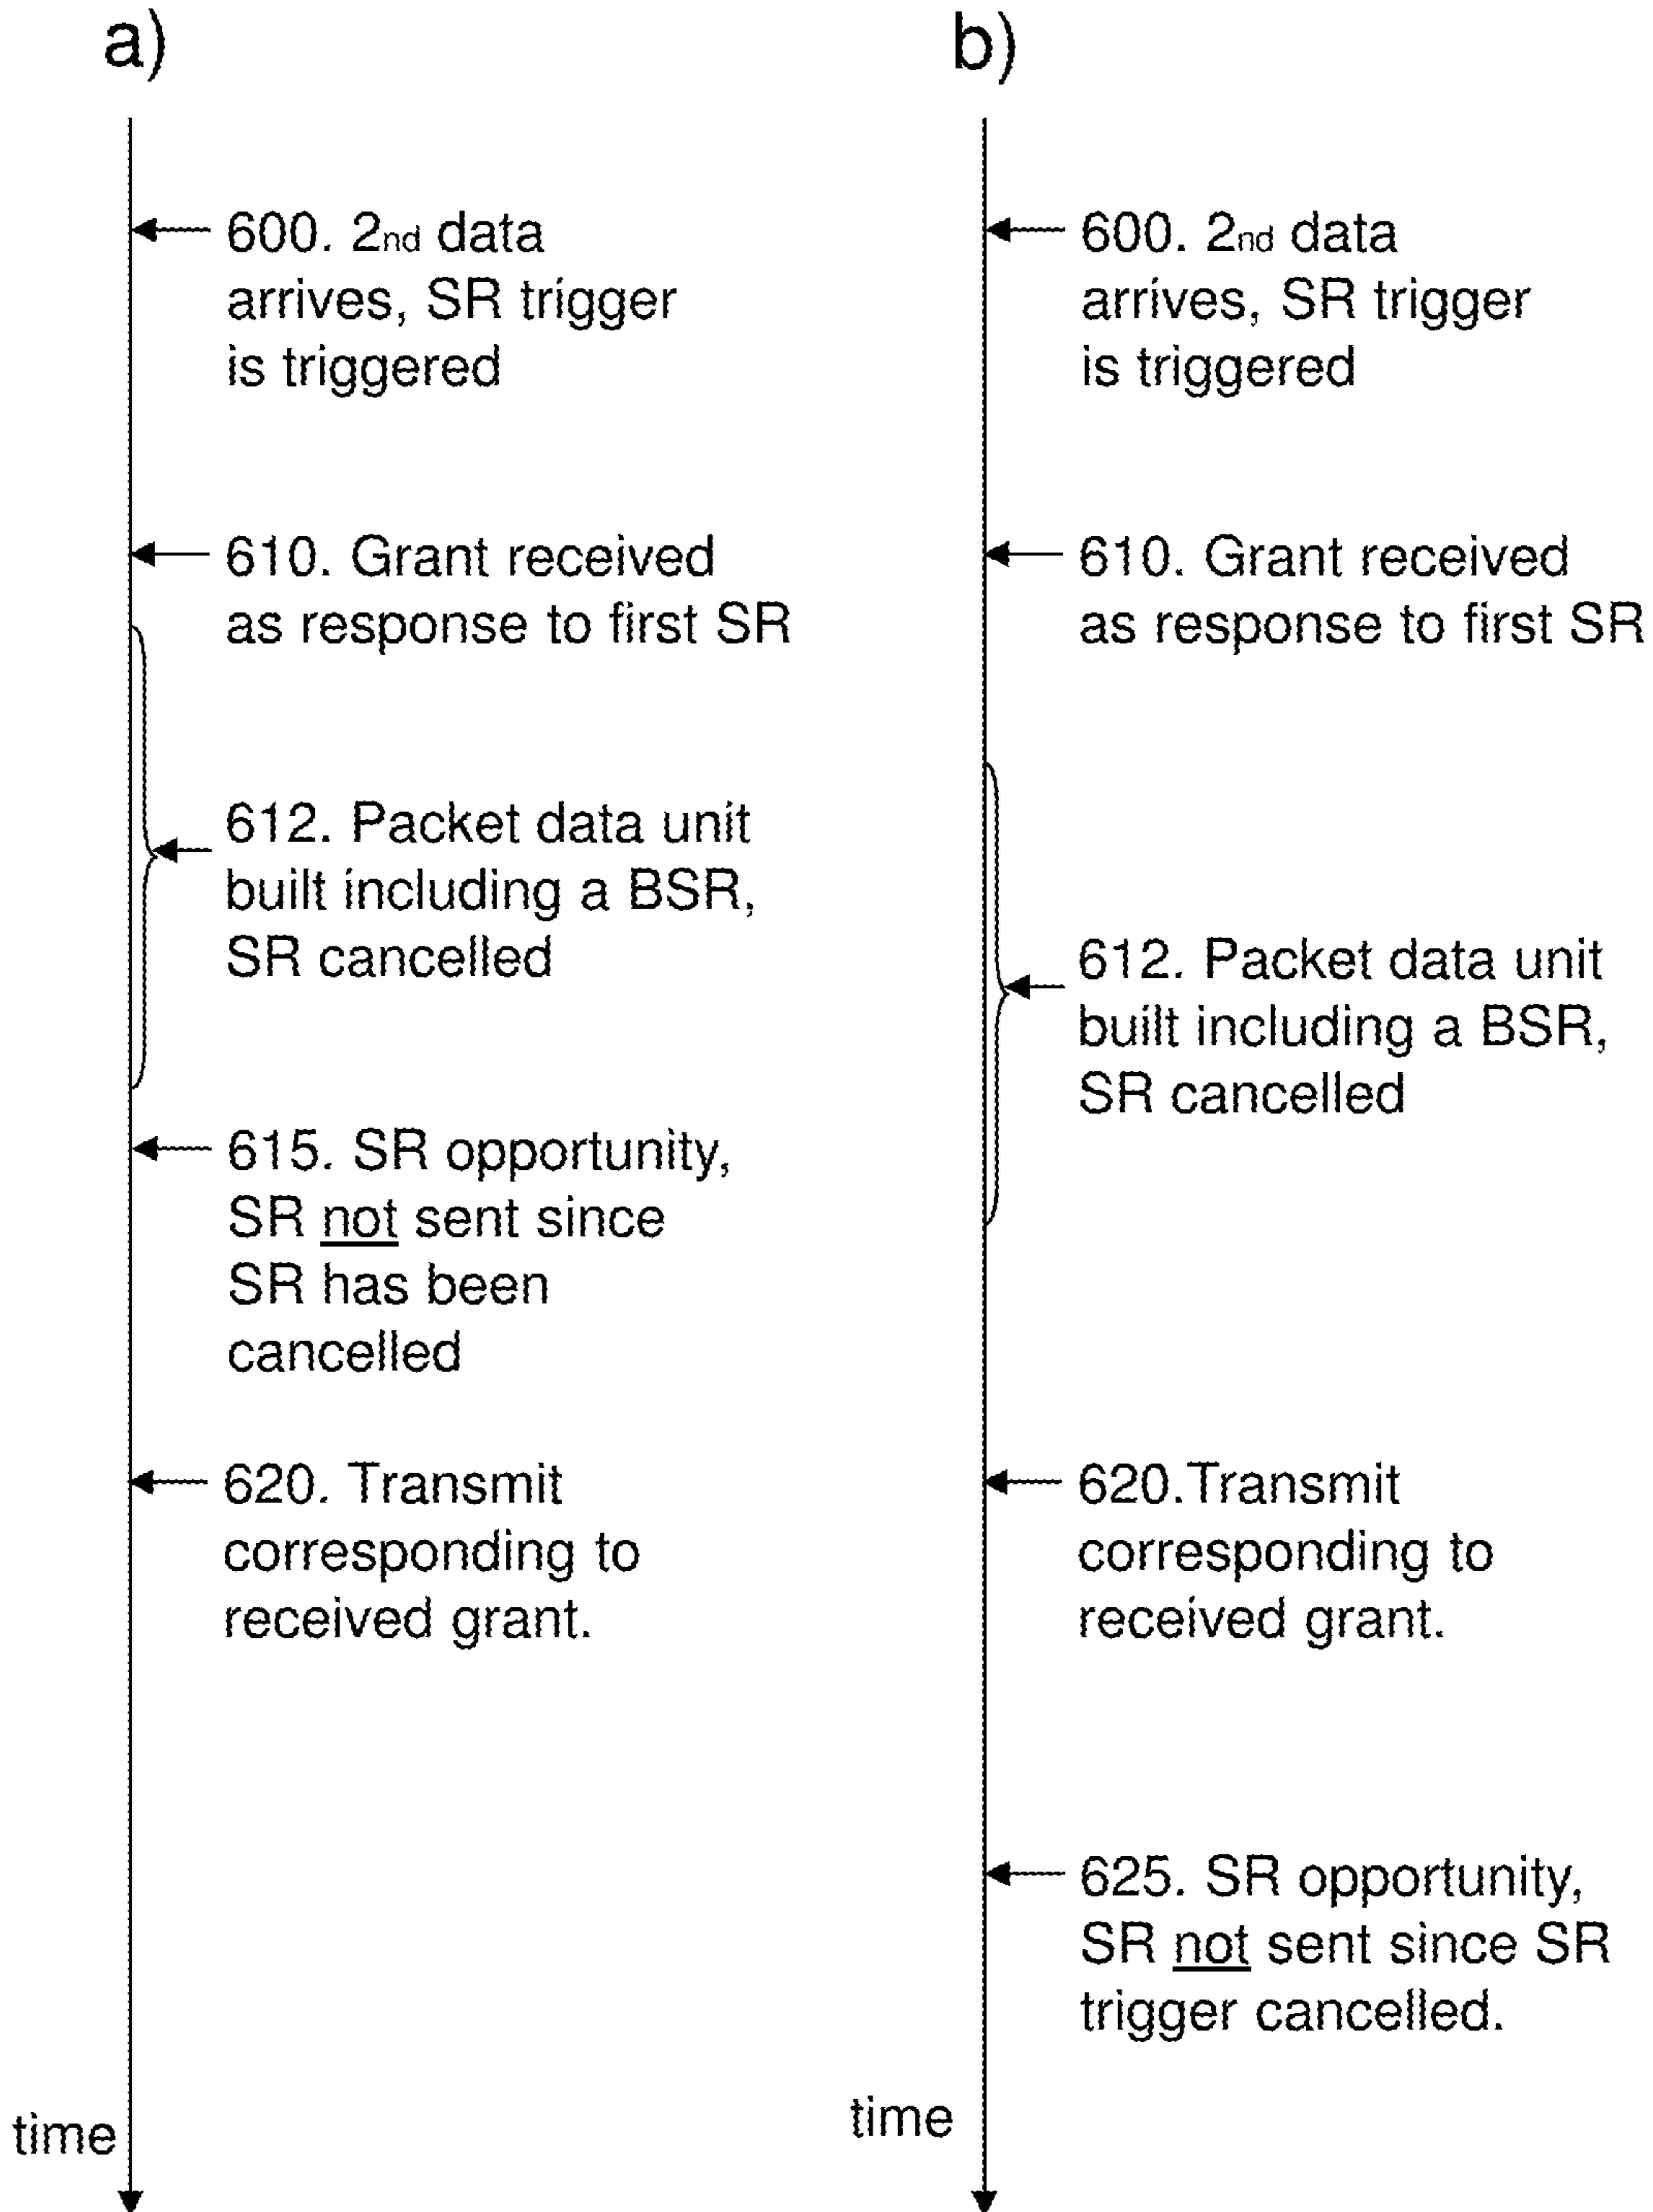 a)
600. 2nd data
arrives, SR trigger
is triggered
610. Grant received
as response to first SR
612. Packet data unit
built including a BSR,
SR cancelled
615. SR opportunity,
SR not sent since
SR has been
cancelled
620. Transmit
corresponding to
received grant.
time
b)
600. 2nd data
arrives, SR trigger
is triggered
610. Grant received
as response to first SR
612. Packet data unit
built including a BSR,
SR cancelled
620.Transmit
corresponding to
received grant.
625. SR opportunity,
SR not sent since SR
trigger cancelled.
time